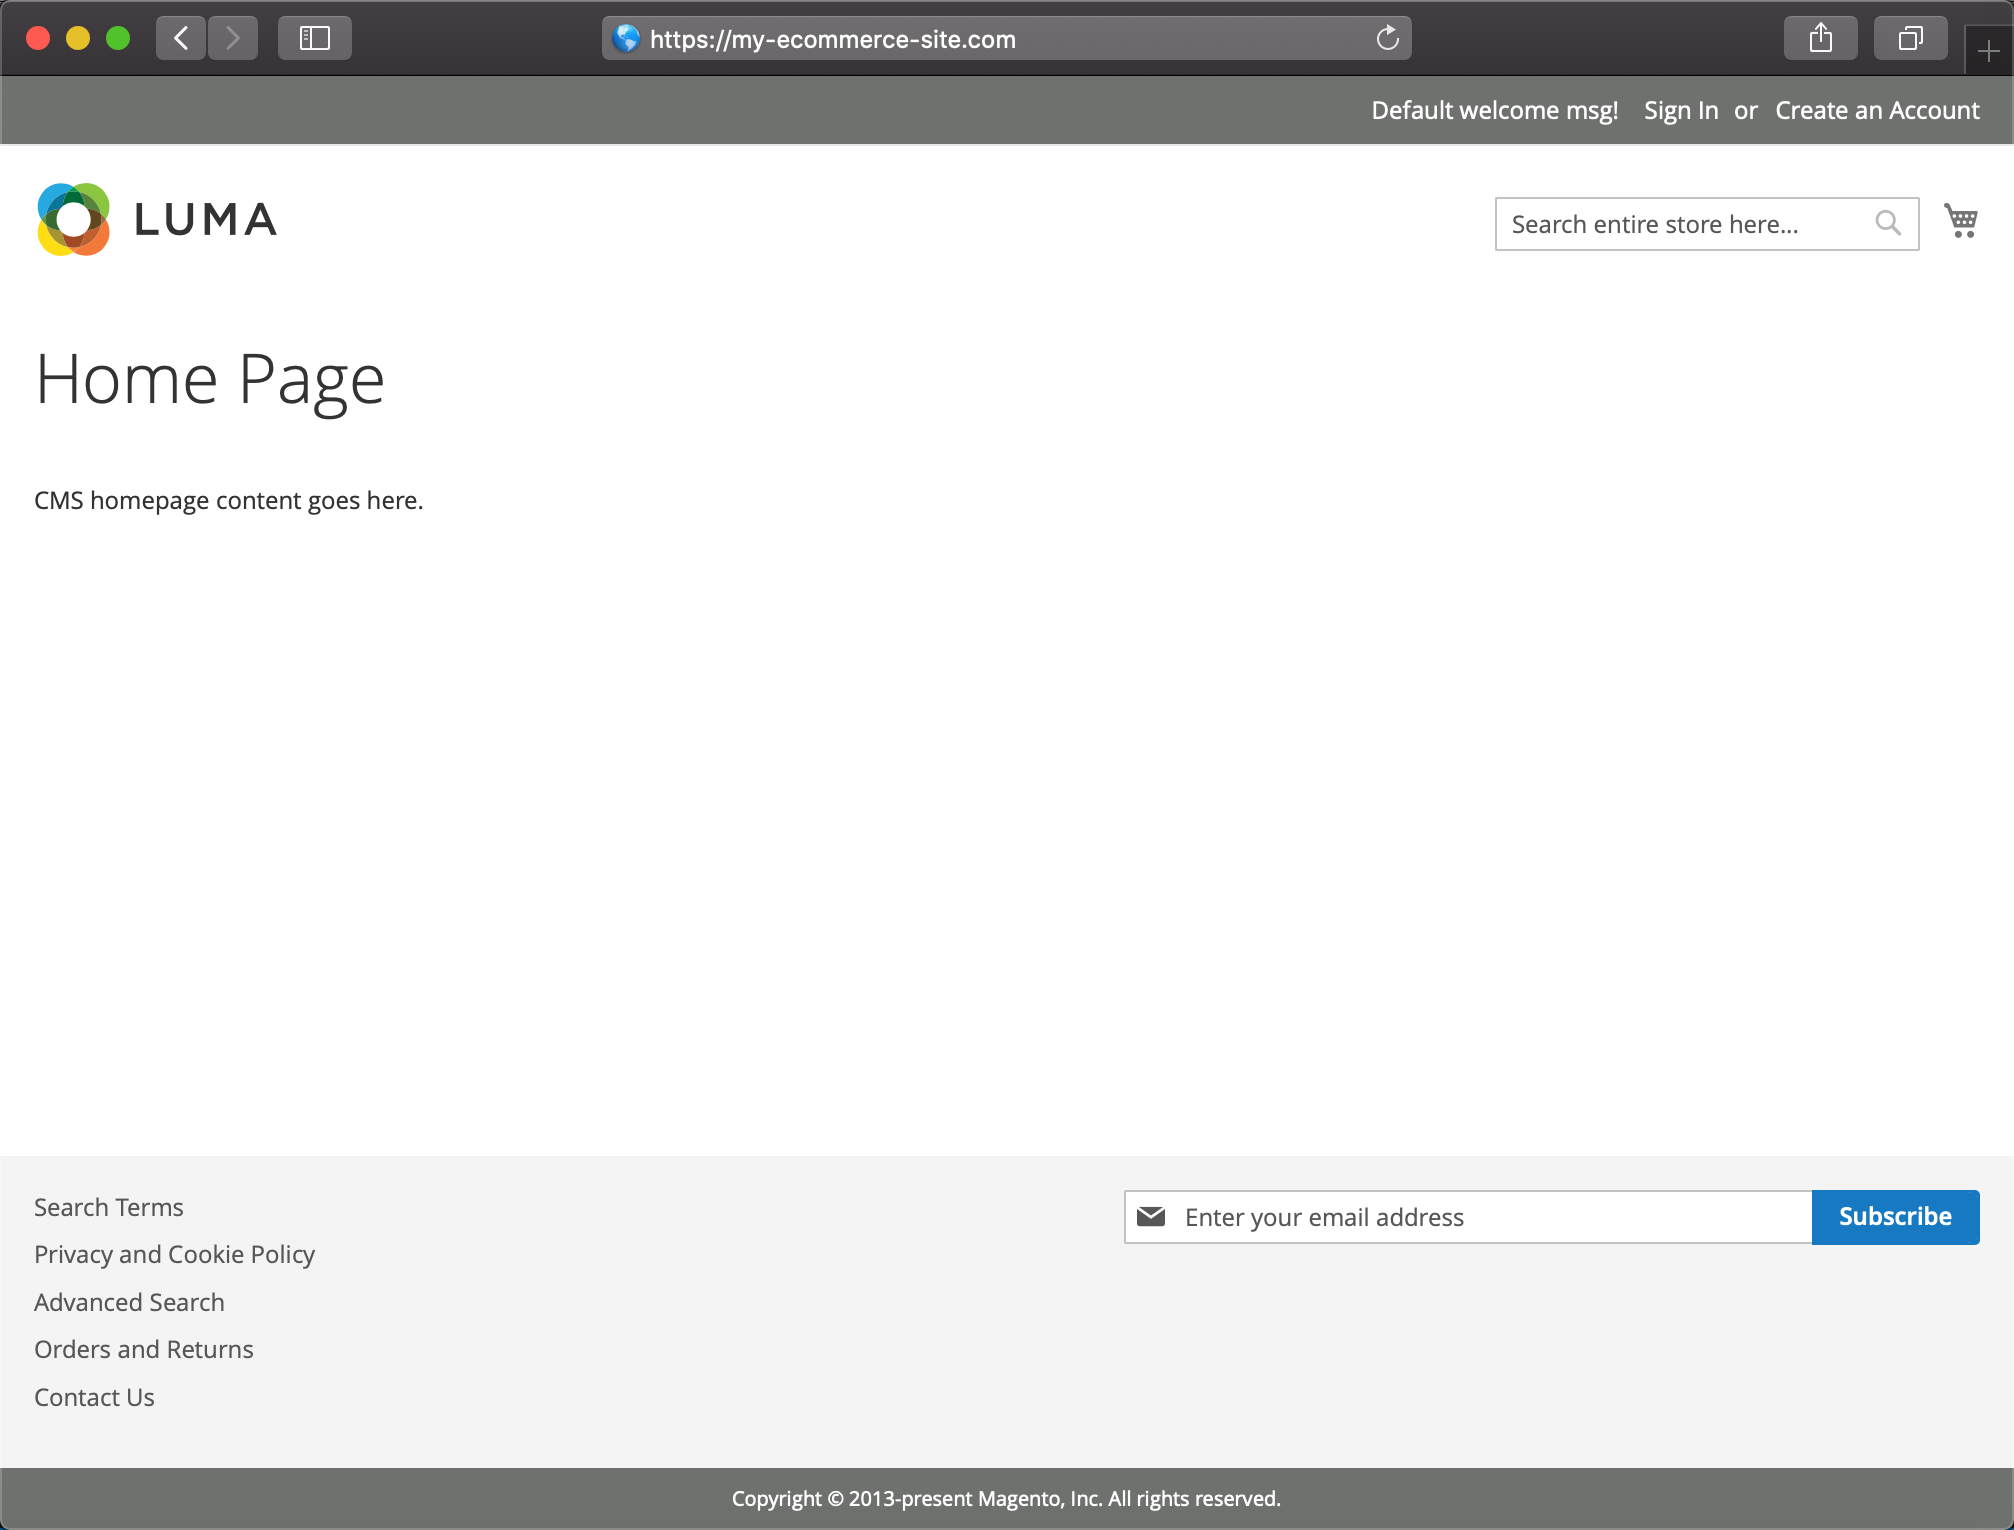 https://my-ecommerce-site.com
Default welcome msg! Sign In or Create an Account
LUMA
Search entire store here...
Home Page
CMS homepage content goes here.
Search Terms
Privacy and Cookie Policy
Advanced Search
Orders and Returns
Contact Us
Enter your email address
Subscribe
Copyright © 2013-present Magento, Inc. All rights reserved.